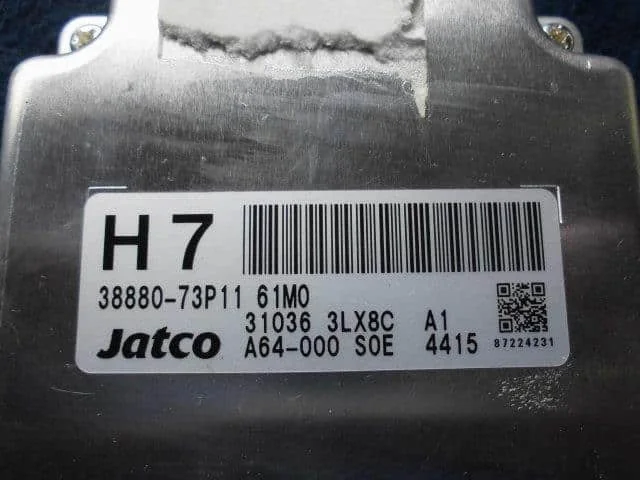 H7
38880-73P11 61M0
31036 3LX8C A1
Jatco A64-000 S0E 4415
87224231